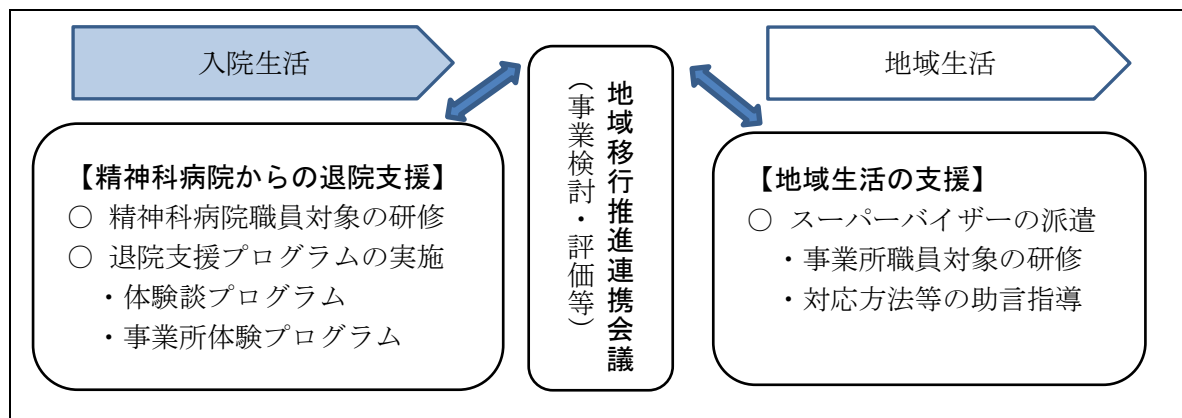 入院生活
【精神科病院からの退院支援】
○ 精神科病院職員対象の研修
○ 退院支援プログラムの実施
・体験談プログラム
・事業所体験プログラム
地域移行推進連携会議
（事業検討・評価等）
地域生活
【地域生活の支援】
○ スーパーバイザーの派遣
・事業所職員対象の研修
・対応方法等の助言指導